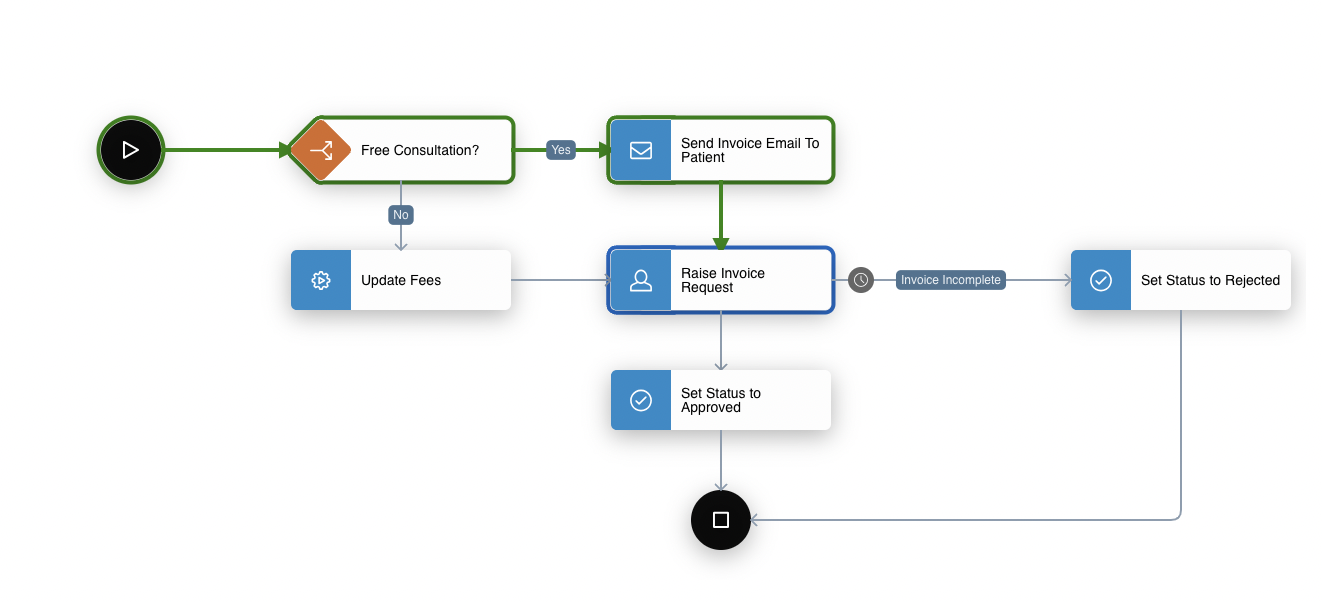 Free Consultation?
Yes
Send Invoice Email To
Patient
No
Update Fees
Raise Invoice
Request
Invoice Incomplete
Set Status to Rejected
Set Status to
Approved